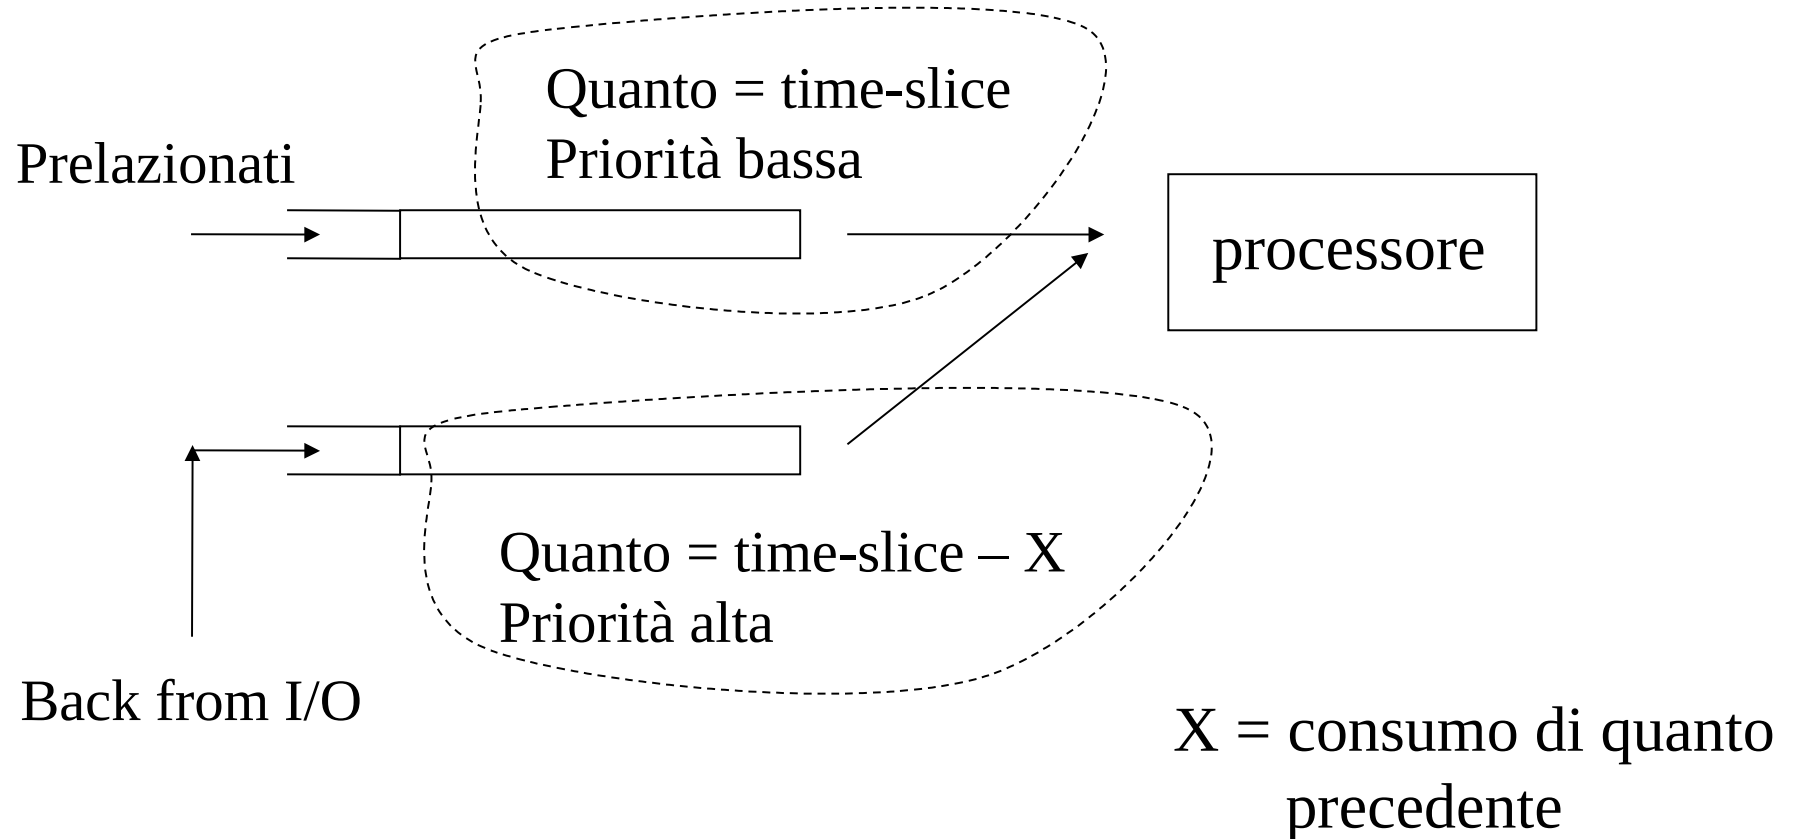 Quanto = time-slice
Priorità bassa
Prelazionati
processore
Quanto = time-slice – X
Priorità alta
Back from I/O
X = consumo di quanto
precedente